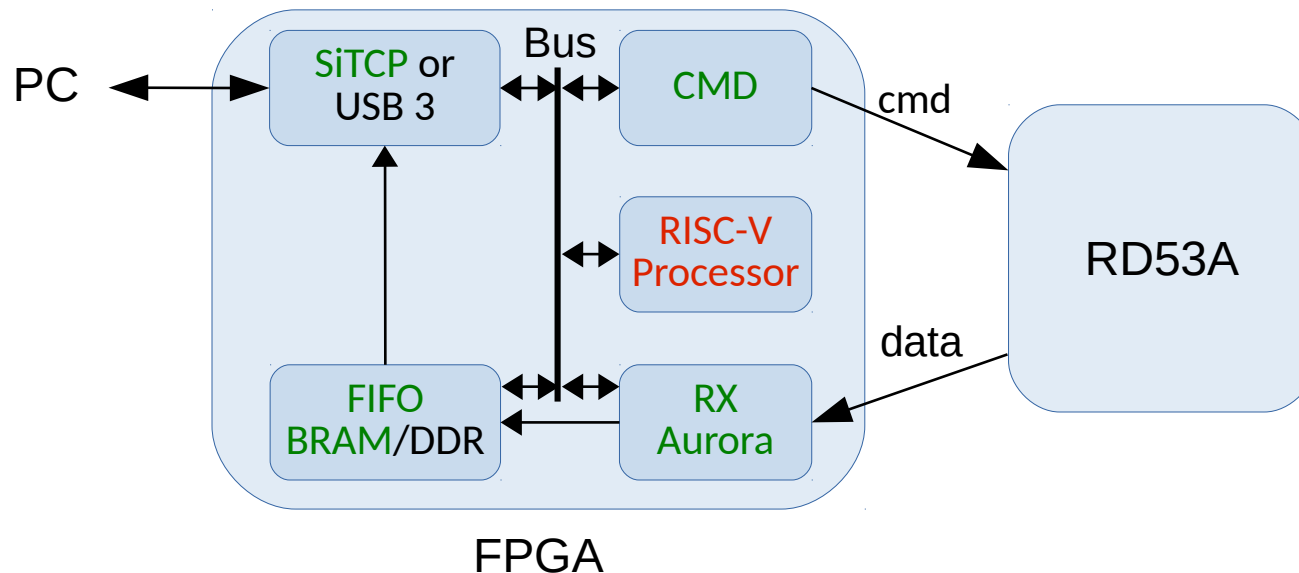 PC
SiTCP or
USB 3
Bus
CMD
cmd
RISC-V
Processor
RD53A
data
FIFO
BRAM/DDR
RX
Aurora
FPGA